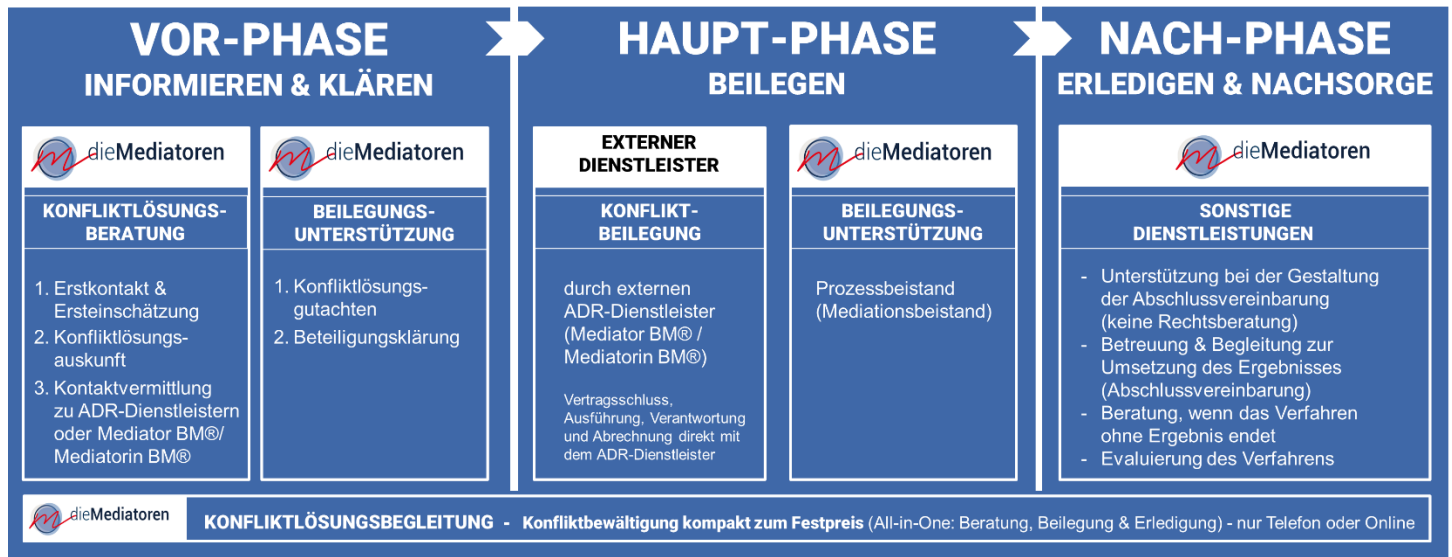 VOR-PHASE
INFORMIEREN & KLÄREN
dieMediatoren
KONFLIKTLÖSUNGS-
BERATUNG
1. Erstkontakt &
Ersteinschätzung
2. Konfliktlösungs-
auskunft
3. Kontaktvermittlung
zu ADR-Dienstleistern
oder Mediator BM®/
Mediatorin BM®
dieMediatoren
BEILEGUNGS-
UNTERSTÜTZUNG
1. Konfliktlösungs-
gutachten
2. Beteiligungsklärung
HAUPT-PHASE
BEILEGEN
EXTERNER
DIENSTLEISTER
KONFLIKT-
BEILEGUNG
durch externen
ADR-Dienstleister
(Mediator BM® /
Mediatorin BM®)
Vertragsschluss,
Ausführung, Verantwortung
und Abrechnung direkt mit
dem ADR-Dienstleister
dieMediatoren
BEILEGUNGS-
UNTERSTÜTZUNG
Prozessbeistand
(Mediationsbeistand)
NACH-PHASE
ERLEDIGEN & NACHSORGE
dieMediatoren
SONSTIGE
DIENSTLEISTUNGEN
- Unterstützung bei der Gestaltung
der Abschlussvereinbarung
(keine Rechtsberatung)
- Betreuung & Begleitung zur
Umsetzung des Ergebnisses
(Abschlussvereinbarung)
- Beratung, wenn das Verfahren
ohne Ergebnis endet
- Evaluierung des Verfahrens
dieMediatoren
KONFLIKTLÖSUNGSBEGLEITUNG - Konfliktbewältigung kompakt zum Festpreis (All-in-One: Beratung, Beilegung & Erledigung) - nur Telefon oder Online